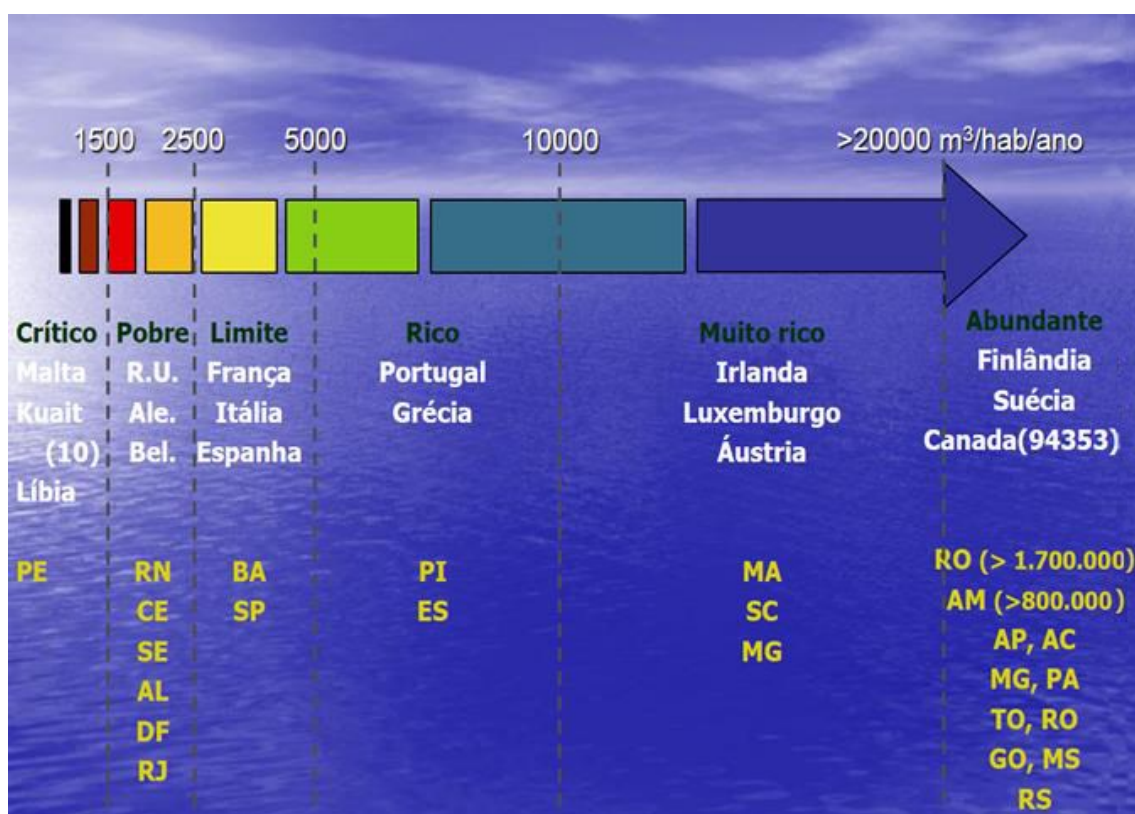 1500 2500 5000 10000 >20000 m³/hab/ano
Crítico Pobre Limite Rico Muito rico Abundante
Malta R.U. França Portugal Irlanda Finlândia
Kuait Ale. Itália Grécia Luxemburgo Suécia
(10) Bel. Espanha Áustria Canada(94353)
Líbia
PE RN BA PI MA RO (> 1.700.000)
CE SP ES SC AM (>800.000)
SE MG AP, AC
AL MG, PA
DF TO, RO
RJ GO, MS
RS